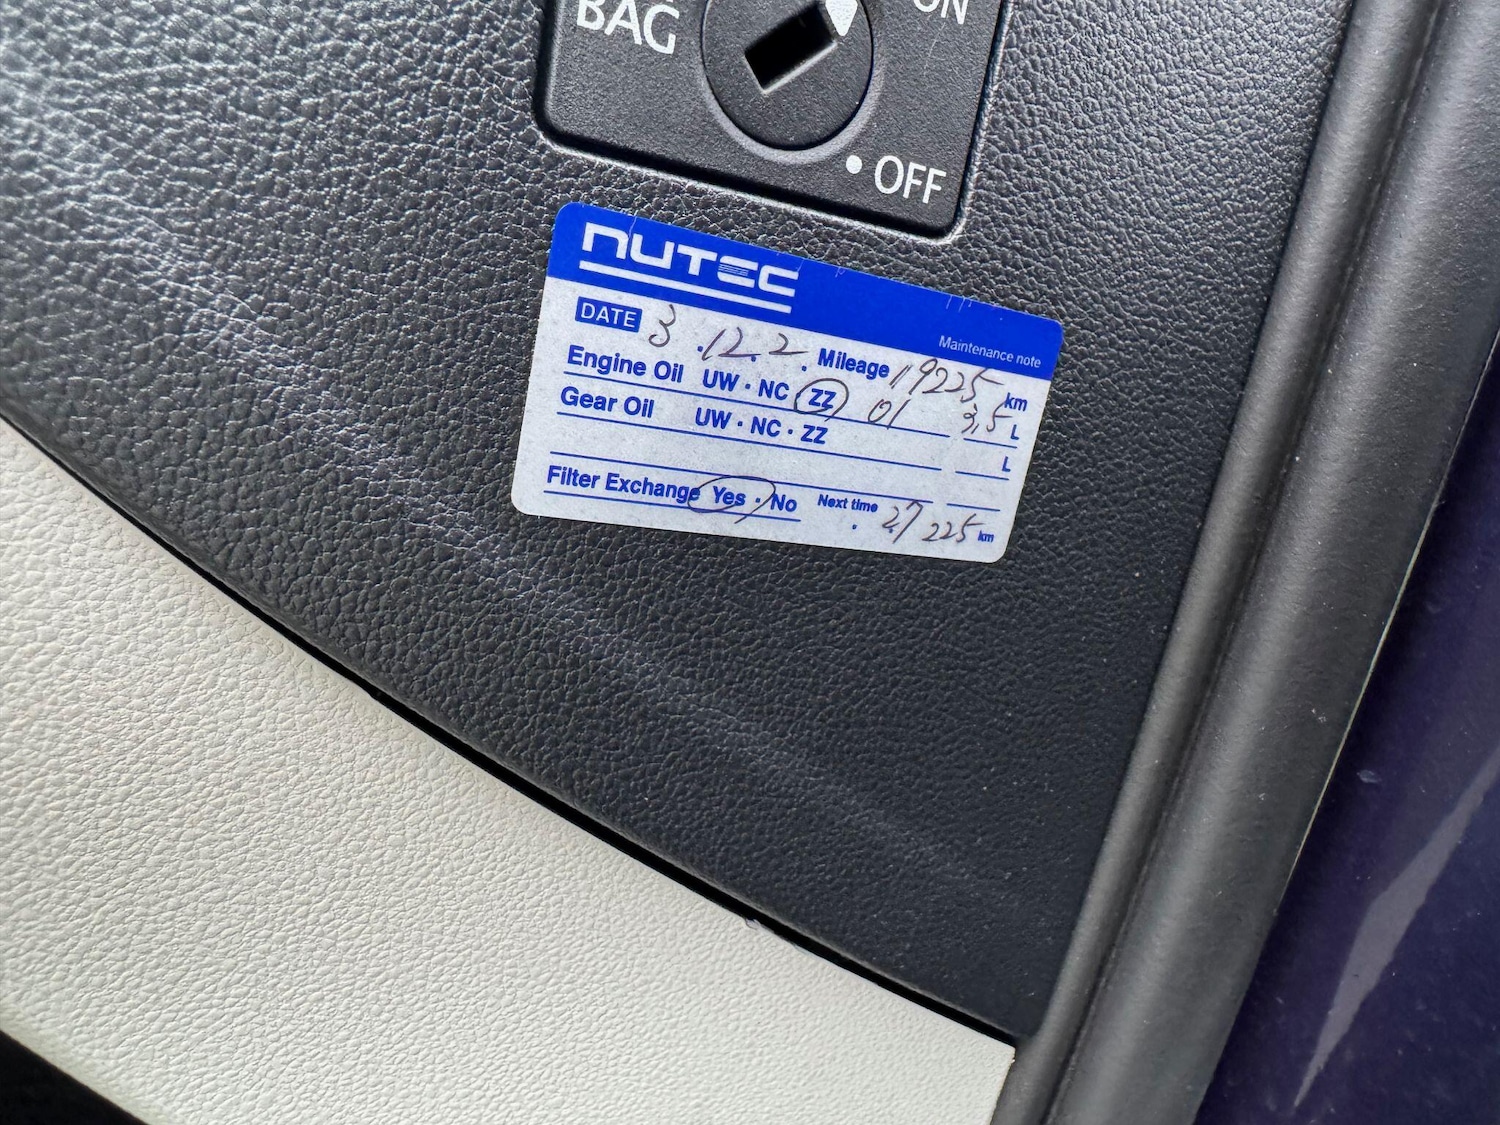 BAG
ON
• OFF
NUTEC
Maintenance note
DATE 3.12.2. Mileage 19225 km
Engine Oil UW・NC ZZ 01 3,5 L
Gear Oil UW・NC・ZZ
L
Filter Exchange Yes・No Next time 27225 km